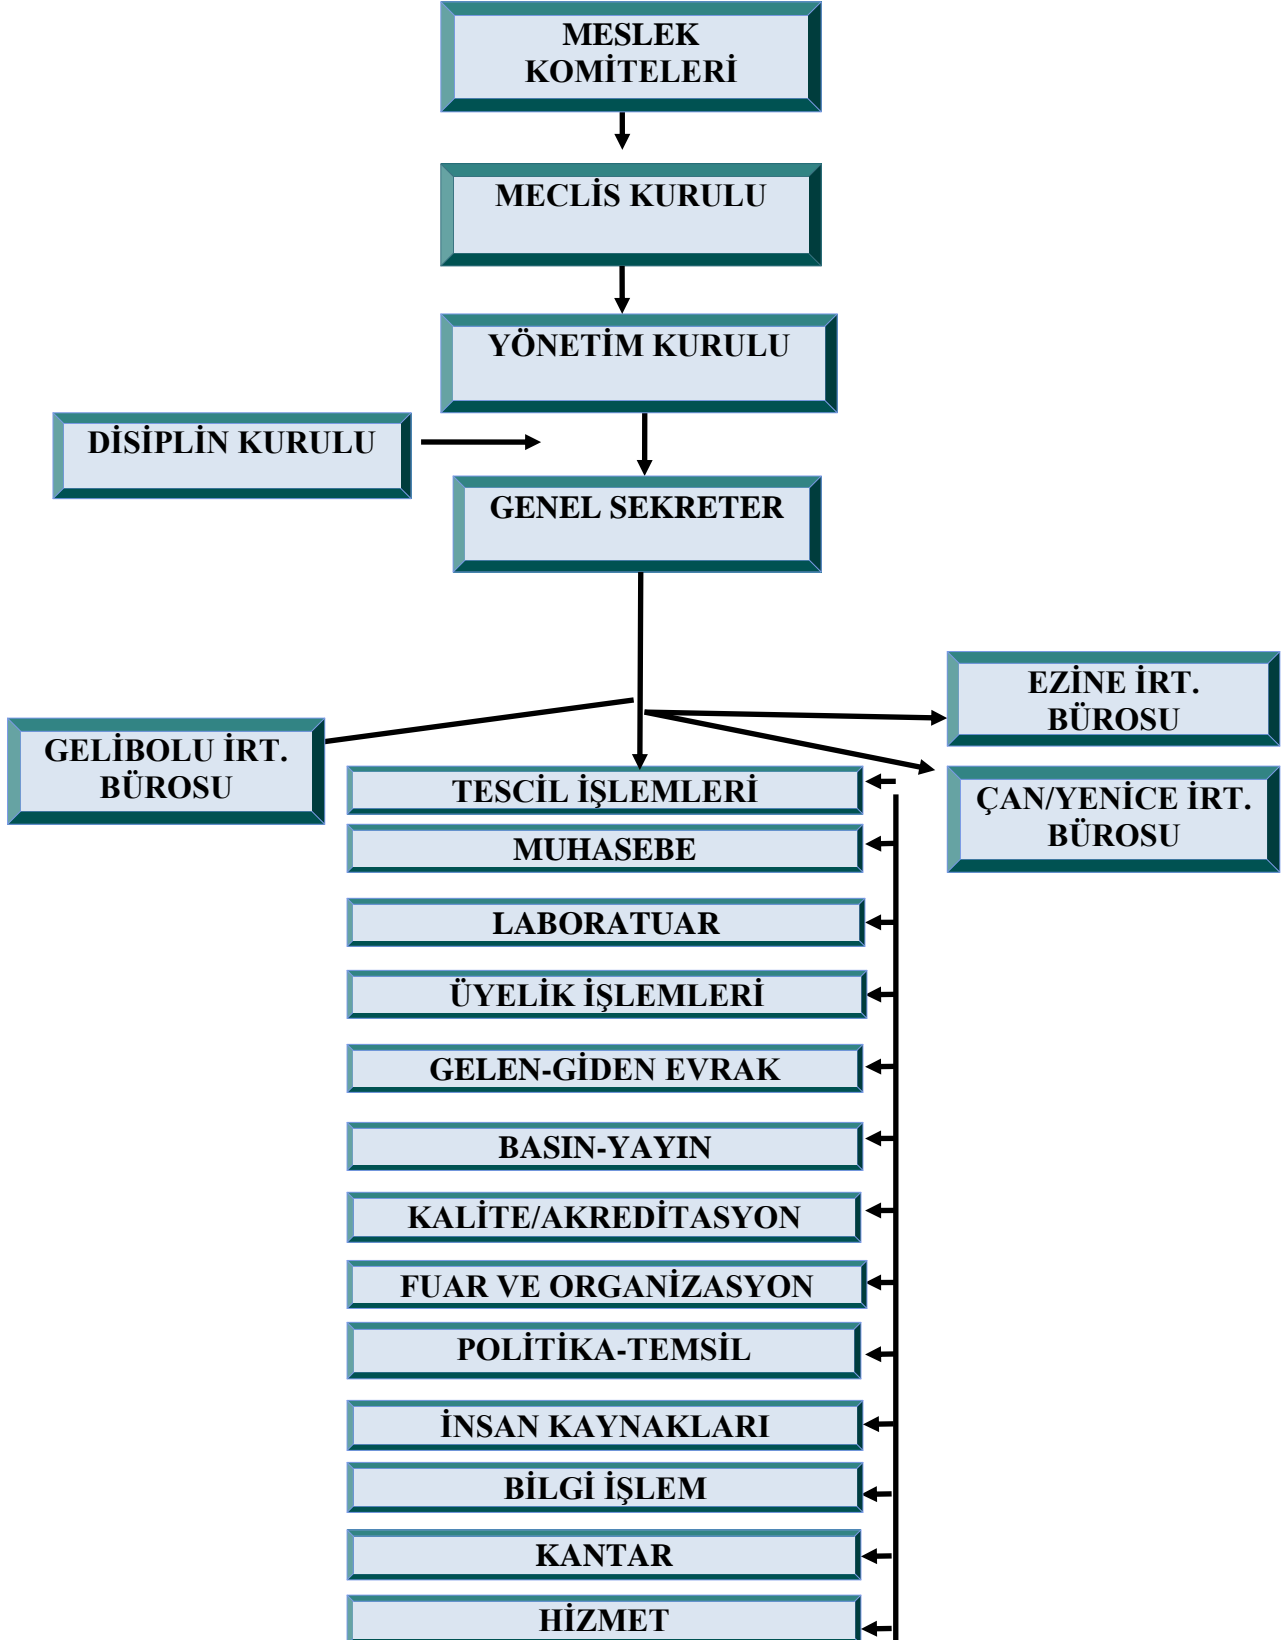 MESLEK
KOMİTELERİ
MECLİS KURULU
YÖNETİM KURULU
DİSİPLİN KURULU
GENEL SEKRETER
EZİNE İRT.
BÜROSU
GELİBOLU İRT.
BÜROSU
ÇAN/YENİCE İRT.
BÜROSU
TESCİL İŞLEMLERİ
MUHASEBE
LABORATUAR
ÜYELİK İŞLEMLERİ
GELEN-GİDEN EVRAK
BASIN-YAYIN
KALİTE/AKREDİTASYON
FUAR VE ORGANİZASYON
POLİTİKA-TEMSİL
İNSAN KAYNAKLARI
BİLGİ İŞLEM
KANTAR
HİZMET